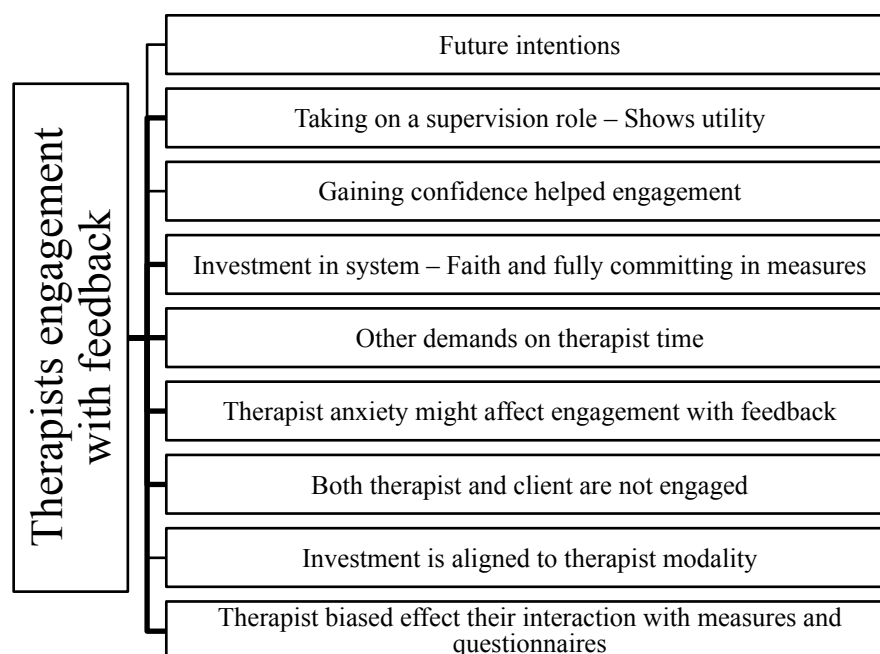 Therapists engagement
with feedback
Future intentions
Taking on a supervision role – Shows utility
Gaining confidence helped engagement
Investment in system – Faith and fully committing in measures
Other demands on therapist time
Therapist anxiety might affect engagement with feedback
Both therapist and client are not engaged
Investment is aligned to therapist modality
Therapist biased effect their interaction with measures and
questionnaires